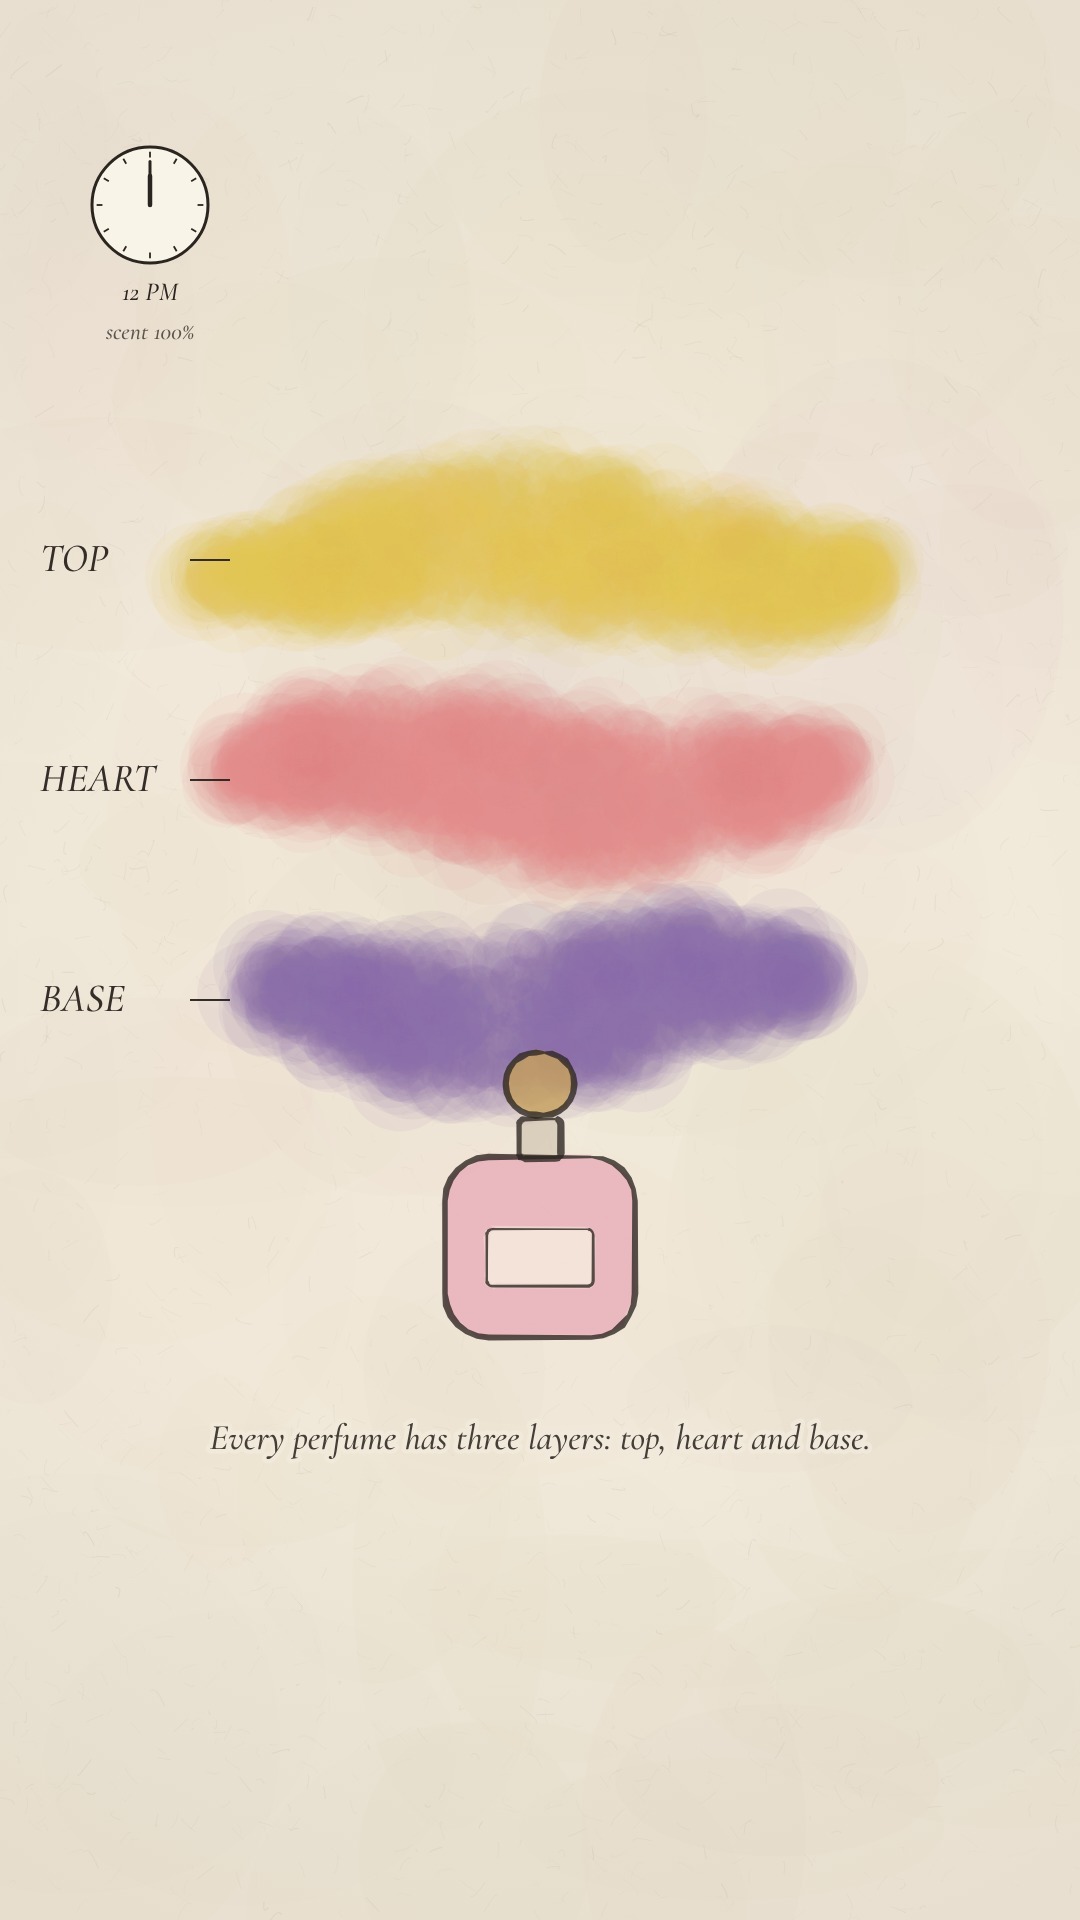 12 PM
scent 100%
TOP
HEART
BASE
Every perfume has three layers: top, heart and base.